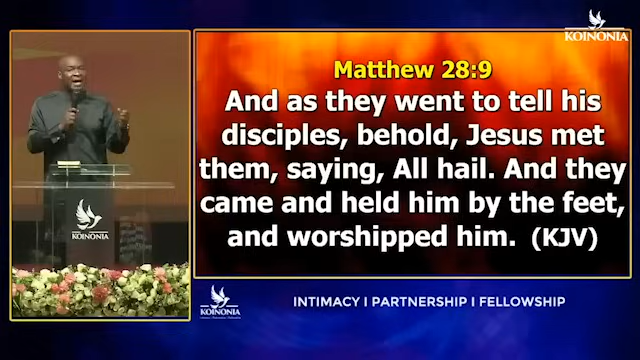 KOINONIA
Matthew 28:9
And as they went to tell his
disciples, behold, Jesus met
them, saying, All hail. And they
came and held him by the feet,
and worshipped him. (KJV)
KOINONIA
KOINONIA
INTIMACY I PARTNERSHIP I FELLOWSHIP